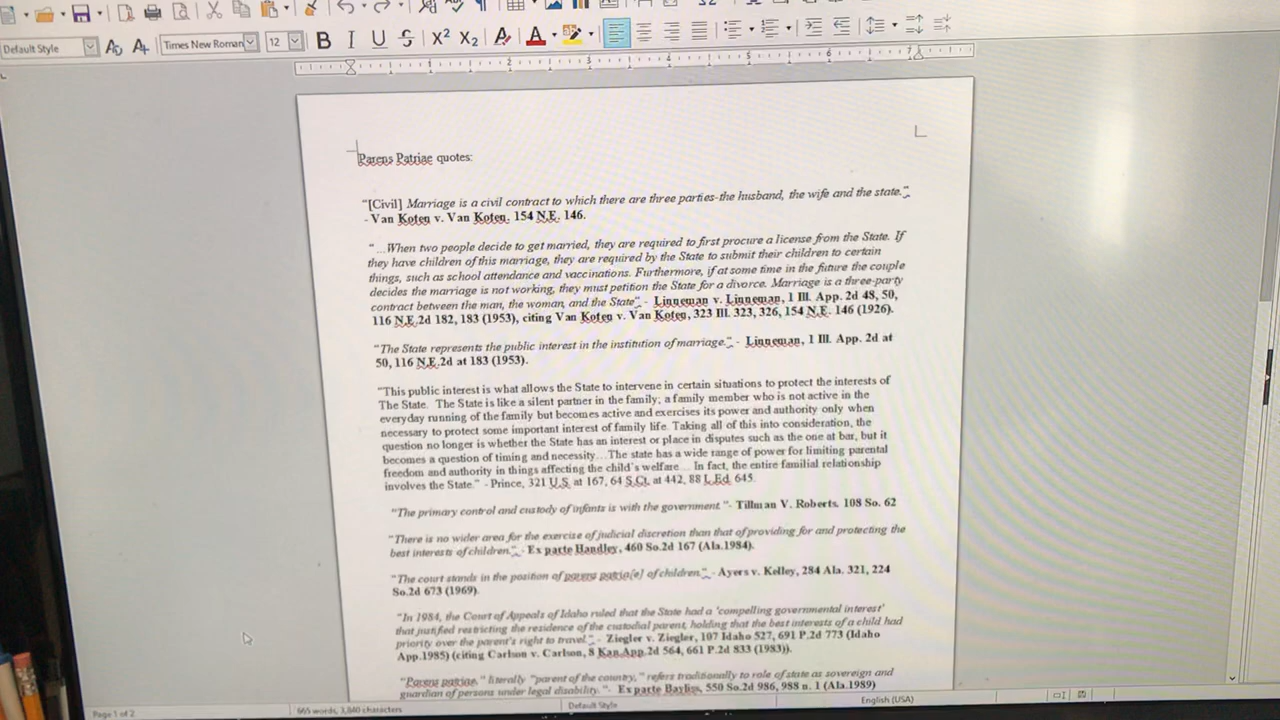 Default Style
Times New Roman
12
B I U S X² X₂ A A
1 2 3 4 5 6 7
Parens Patriae quotes:
"[Civil] Marriage is a civil contract to which there are three parties-the husband, the wife and the state."
- Van Koten v. Van Koten. 154 N.E. 146.
"...When two people decide to get married, they are required to first procure a license from the State. If
they have children of this marriage, they are required by the State to submit their children to certain
things, such as school attendance and vaccinations. Furthermore, if at some time in the future the couple
decides the marriage is not working, they must petition the State for a divorce. Marriage is a three-party
contract between the man, the woman, and the State". - Linneman v. Linneman, 1 Ill. App. 2d 48, 50,
116 N.E.2d 182, 183 (1953), citing Van Koten v. Van Koten, 323 Ill. 323, 326, 154 N.E. 146 (1926).
"The State represents the public interest in the institution of marriage.". - Linneman, 1 Ill. App. 2d at
50, 116 N.E.2d at 183 (1953).
"This public interest is what allows the State to intervene in certain situations to protect the interests of
The State. The State is like a silent partner in the family; a family member who is not active in the
everyday running of the family but becomes active and exercises its power and authority only when
necessary to protect some important interest of family life. Taking all of this into consideration, the
question no longer is whether the State has an interest or place in disputes such as the one at bar, but it
becomes a question of timing and necessity...The state has a wide range of power for limiting parental
freedom and authority in things affecting the child's welfare... In fact, the entire familial relationship
involves the State." - Prince, 321 U.S. at 167, 64 S.Ct. at 442, 88 L.Ed. 645.
"The primary control and custody of infants is with the government."- Tillman V. Roberts. 108 So. 62
"There is no wider area for the exercise of judicial discretion than that of providing for and protecting the
best interests of children." - Ex parte Handley, 460 So.2d 167 (Ala.1984).
"The court stands in the position of parens patria[e] of children." - Ayers v. Kelley, 284 Ala. 321, 224
So.2d 673 (1969).
"In 1984, the Court of Appeals of Idaho ruled that the State had a 'compelling governmental interest'
that justified restricting the residence of the custodial parent, holding that the best interests of a child had
priority over the parent's right to travel." - Ziegler v. Ziegler, 107 Idaho 527, 691 P.2d 773 (Idaho
App.1985) (citing Carlson v. Carlson, 8 Kan.App.2d 564, 661 P.2d 833 (1983)).
"Parens patriae," literally "parent of the country," refers traditionally to role of state as sovereign and
guardian of persons under legal disability."- Ex parte Bayliss, 550 So.2d 986, 988 n. 1 (Ala.1989)
Page 1 of 2
665 words, 3,840 characters
Default Style
English (USA)